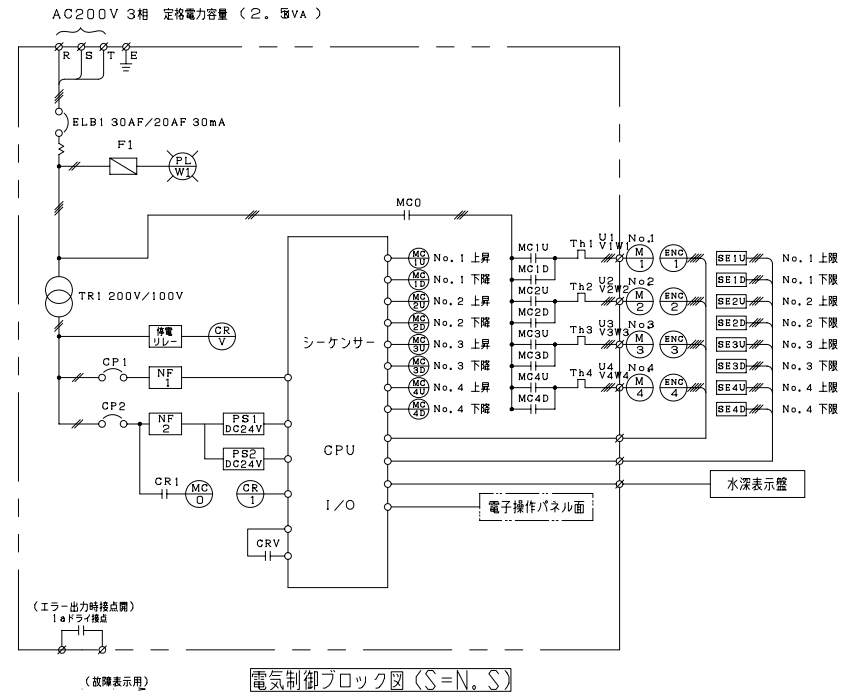 AC200V 3相 定格電力容量 (2。5KVA)
R S T E
ELB1 30AF/20AF 30mA
F1
PL
W1
MC0
TR1 200V/100V
停電
リレー
CR
V
CP1
NF
1
CP2
NF
2
PS1
DC24V
PS2
DC24V
CR1
MC
0
CR
1
CRV
シーケンサー
CPU
I/O
MC
1U
No.1 上昇
MC
1D
No.1 下降
MC
2U
No.2 上昇
MC
2D
No.2 下降
MC
3U
No.3 上昇
MC
3D
No.3 下降
MC
4U
No.4 上昇
MC
4D
No.4 下降
MC1U
MC1D
MC2U
MC2D
MC3U
MC3D
MC4U
MC4D
Th1
U1
V1W1
No.1
M
1
ENC
1
Th2
U2
V2W2
No.2
M
2
ENC
2
Th3
U3
V3W3
No.3
M
3
ENC
3
Th4
U4
V4W4
No.4
M
4
ENC
4
SE1U No.1 上限
SE1D No.1 下限
SE2U No.2 上限
SE2D No.2 下限
SE3U No.3 上限
SE3D No.3 下限
SE4U No.4 上限
SE4D No.4 下限
水深表示盤
電子操作パネル面
(エラー出力時接点開)
1aドライ接点
(故障表示用)
電気制御ブロック図(S=N。S)